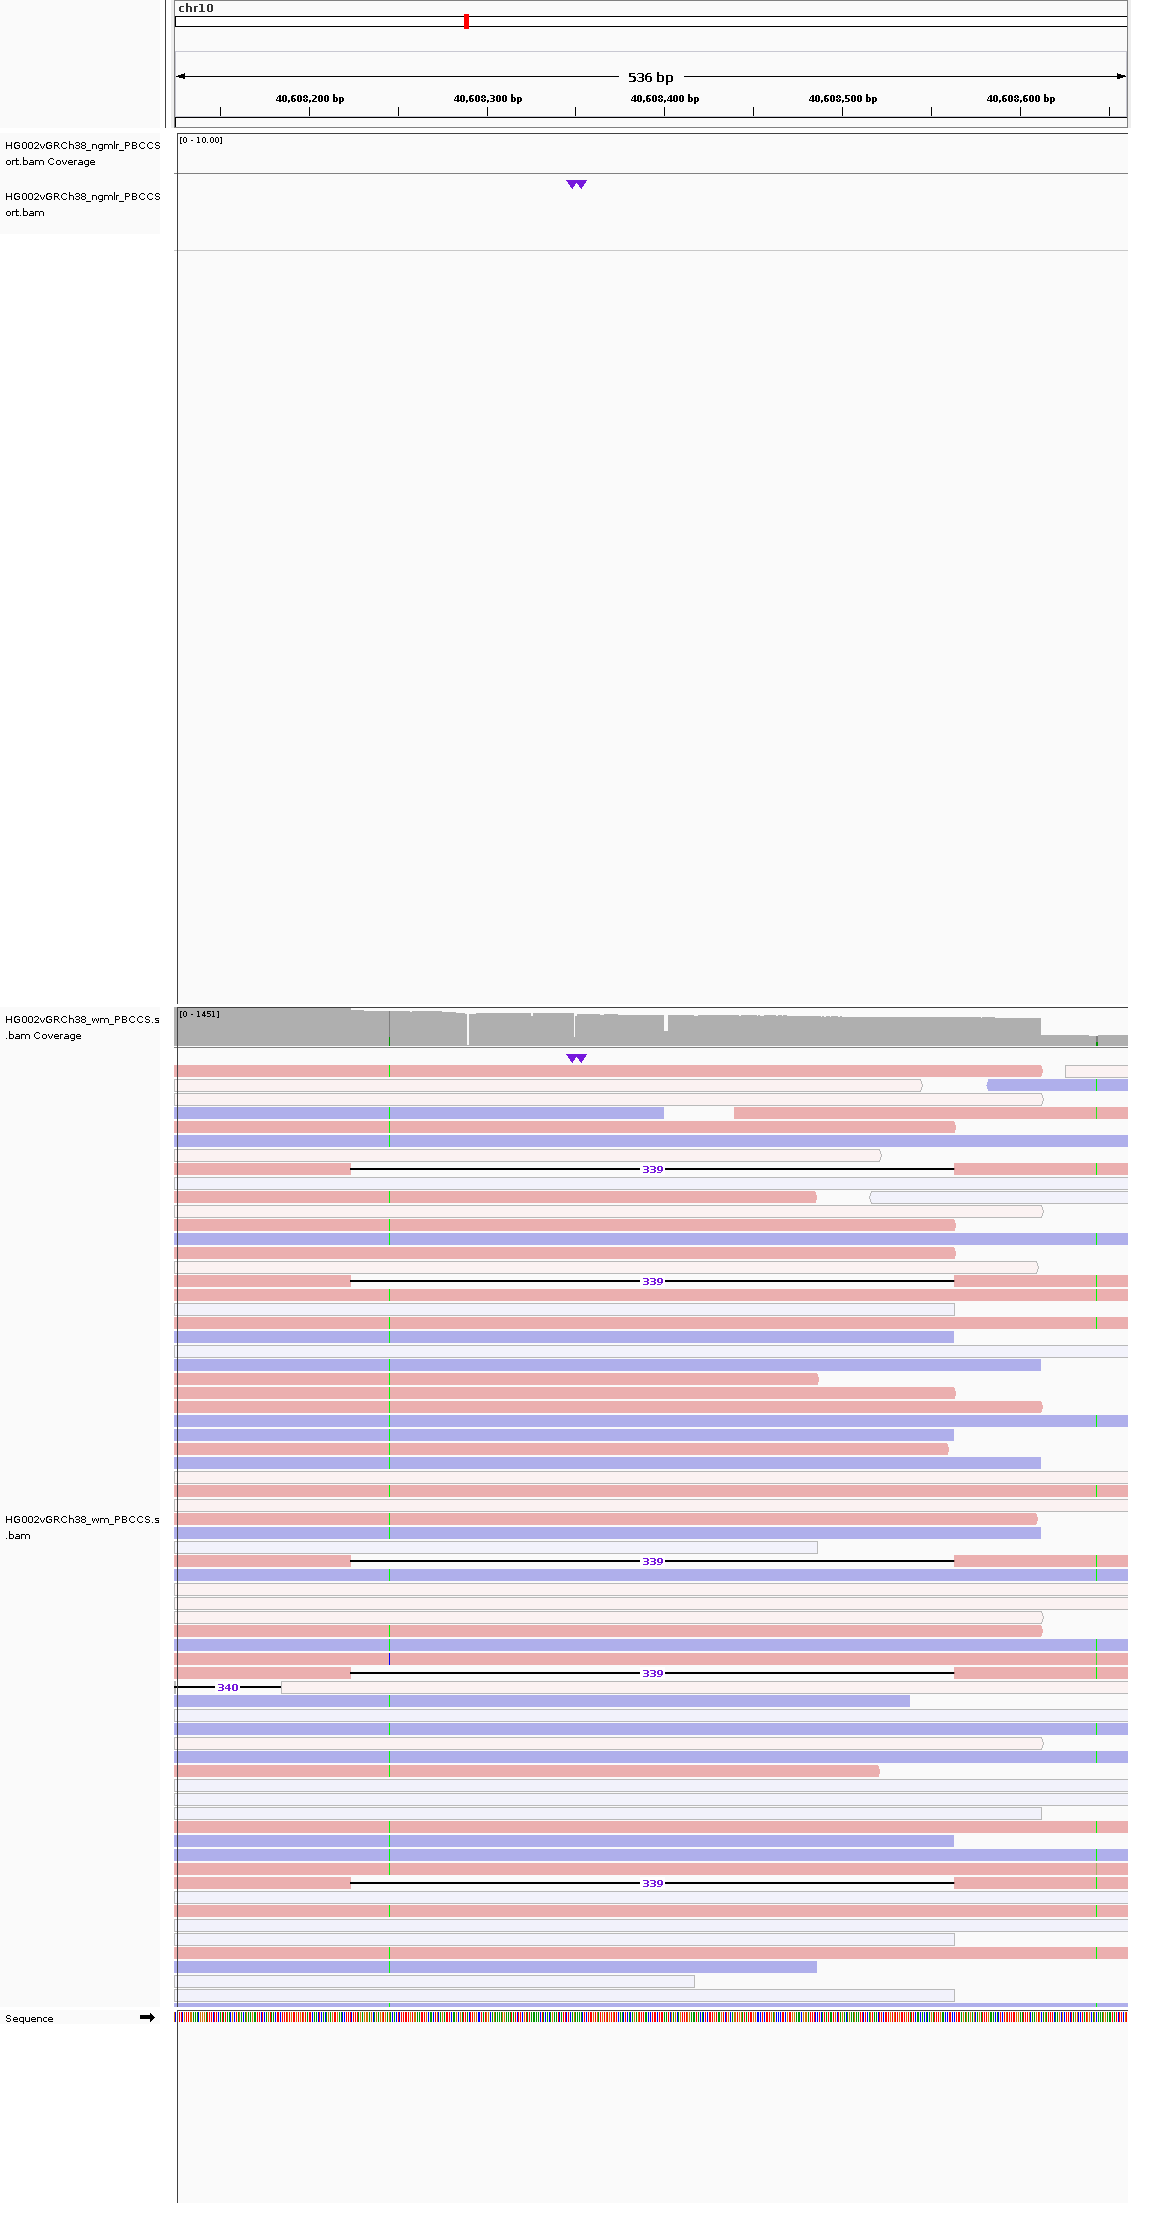 chr10
536 bp
40,608,200 bp 40,608,300 bp 40,608,400 bp 40,608,500 bp 40,608,600 bp
[0 - 10.00]
HG002vGRCh38_ngmlr_PBCCS
ort.bam Coverage
HG002vGRCh38_ngmlr_PBCCS
ort.bam
[0 - 1451]
HG002vGRCh38_wm_PBCCS.s
.bam Coverage
339
339
HG002vGRCh38_wm_PBCCS.s
.bam
339
339
340
339
Sequence